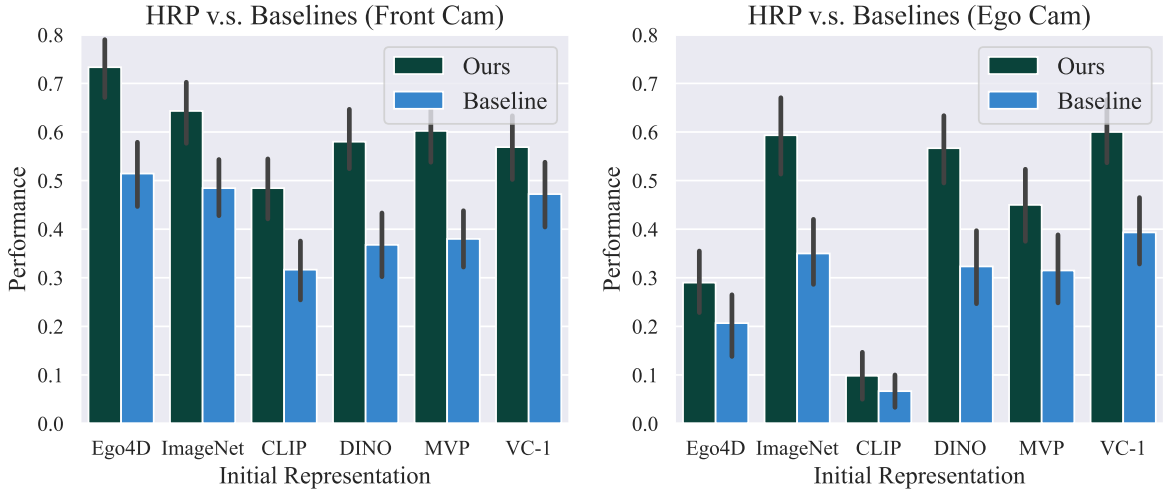 HRP v.s. Baselines (Front Cam)
Performance
0.8
0.7
0.6
0.5
0.4
0.3
0.2
0.1
0.0
Ours
Baseline
Ego4D ImageNet CLIP DINO MVP VC-1
Initial Representation
HRP v.s. Baselines (Ego Cam)
Performance
0.8
0.7
0.6
0.5
0.4
0.3
0.2
0.1
0.0
Ours
Baseline
Ego4D ImageNet CLIP DINO MVP VC-1
Initial Representation